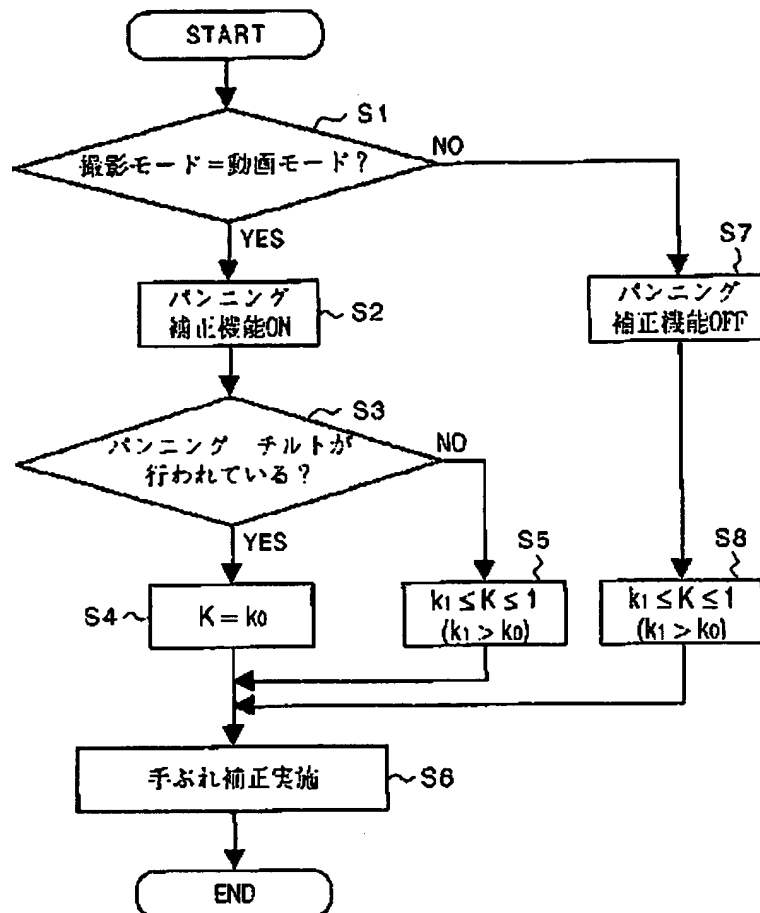 START
S1
撮影モード=動画モード?
NO
YES
S7
パンニング
補正機能ON
S2
パンニング
補正機能OFF
S3
パンニング チルトが
行われている?
NO
YES
S5
S8
S4
K = k0
k1 ≤ K ≤ 1
(k1 > k0)
k1 ≤ K ≤ 1
(k1 > k0)
手ぶれ補正実施
S6
END